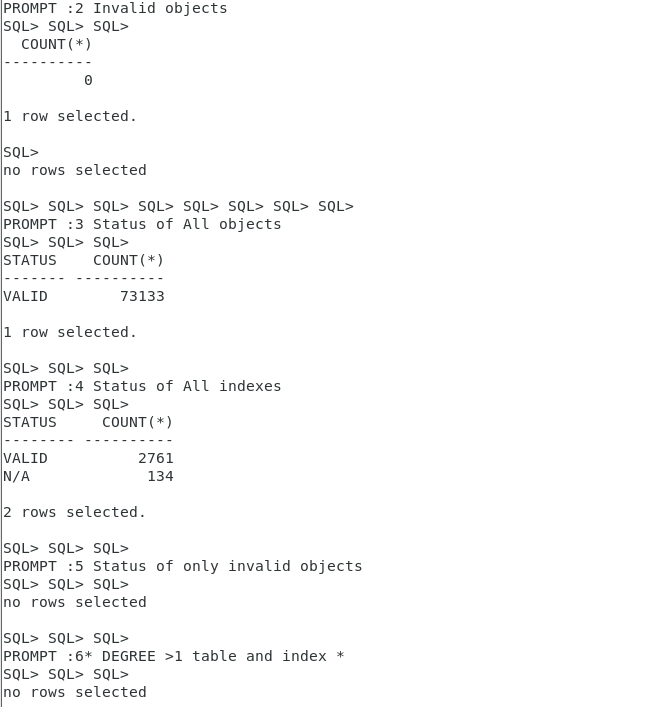 PROMPT :2 Invalid objects
SQL> SQL> SQL>
  COUNT(*)
----------
         0

1 row selected.

SQL>
no rows selected

SQL> SQL> SQL> SQL> SQL> SQL> SQL> SQL>
PROMPT :3 Status of All objects
SQL> SQL> SQL>
STATUS    COUNT(*)
------- ----------
VALID        73133

1 row selected.

SQL> SQL> SQL>
PROMPT :4 Status of All indexes
SQL> SQL> SQL>
STATUS     COUNT(*)
-------- ----------
VALID          2761
N/A             134

2 rows selected.

SQL> SQL> SQL>
PROMPT :5 Status of only invalid objects
SQL> SQL> SQL>
no rows selected

SQL> SQL> SQL>
PROMPT :6* DEGREE >1 table and index *
SQL> SQL> SQL>
no rows selected